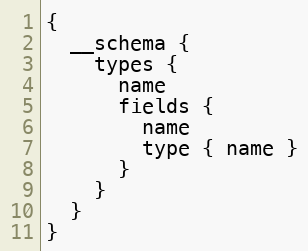 1 {
2   __schema {
3     types {
4       name
5       fields {
6         name
7         type { name }
8       }
9     }
10   }
11 }